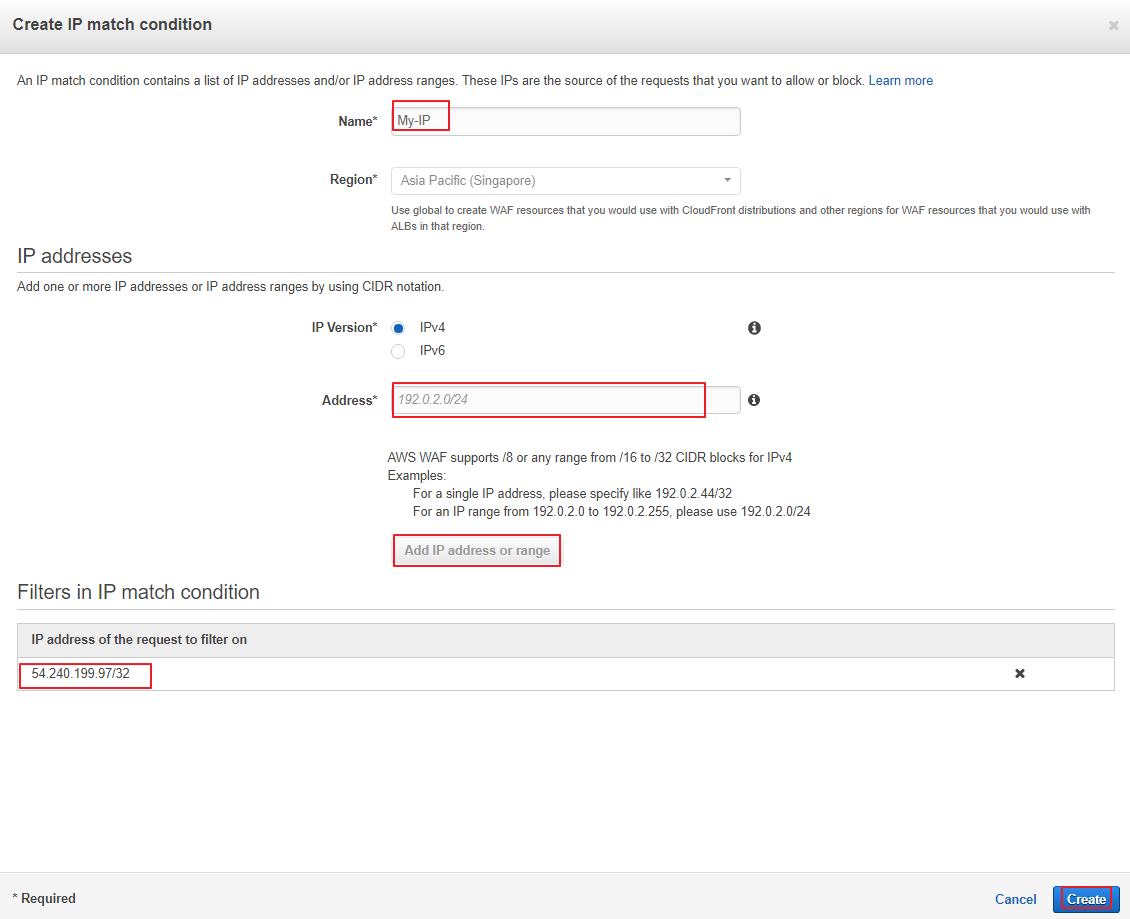 Create IP match condition
An IP match condition contains a list of IP addresses and/or IP address ranges. These IPs are the source of the requests that you want to allow or block. Learn more
Name* My-IP
Region* Asia Pacific (Singapore)
Use global to create WAF resources that you would use with CloudFront distributions and other regions for WAF resources that you would use with
ALBs in that region.
IP addresses
Add one or more IP addresses or IP address ranges by using CIDR notation.
IP Version* IPv4
IPv6
Address* 192.0.2.0/24
AWS WAF supports /8 or any range from /16 to /32 CIDR blocks for IPv4
Examples:
For a single IP address, please specify like 192.0.2.44/32
For an IP range from 192.0.2.0 to 192.0.2.255, please use 192.0.2.0/24
Add IP address or range
Filters in IP match condition
IP address of the request to filter on
54.240.199.97/32
* Required
Cancel Create